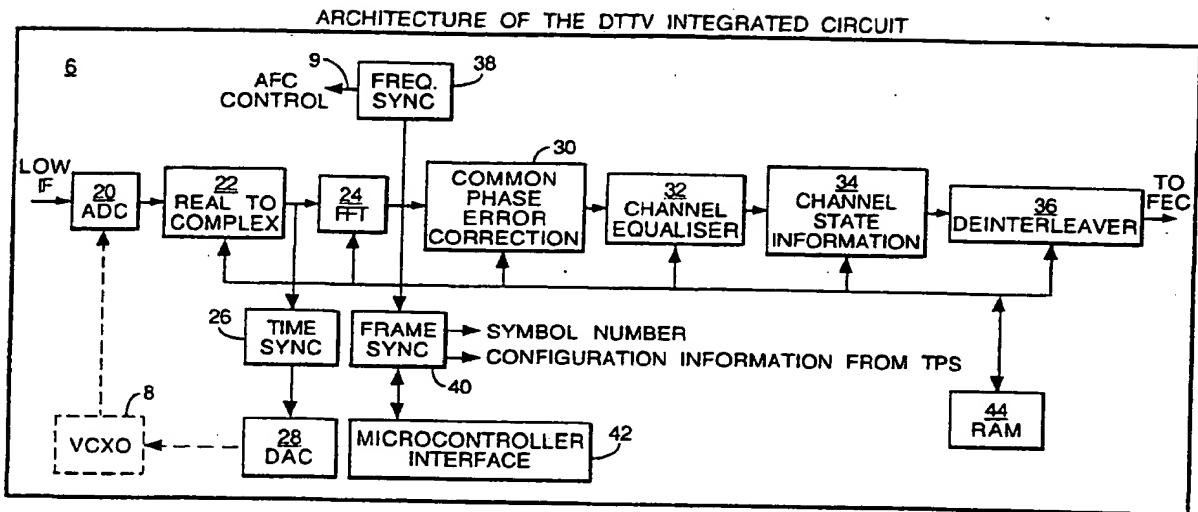 ARCHITECTURE OF THE DTTV INTEGRATED CIRCUIT
6
9
AFC
CONTROL
FREQ.
SYNC
38
LOW
IF
20
ADC
22
REAL TO
COMPLEX
24
FFT
30
COMMON
PHASE
ERROR
CORRECTION
32
CHANNEL
EQUALISER
34
CHANNEL
STATE
INFORMATION
36
DEINTERLEAVER
TO
FEC
26
TIME
SYNC
FRAME
SYNC
40
SYMBOL NUMBER
CONFIGURATION INFORMATION FROM TPS
8
VCXO
28
DAC
MICROCONTROLLER
INTERFACE
42
44
RAM